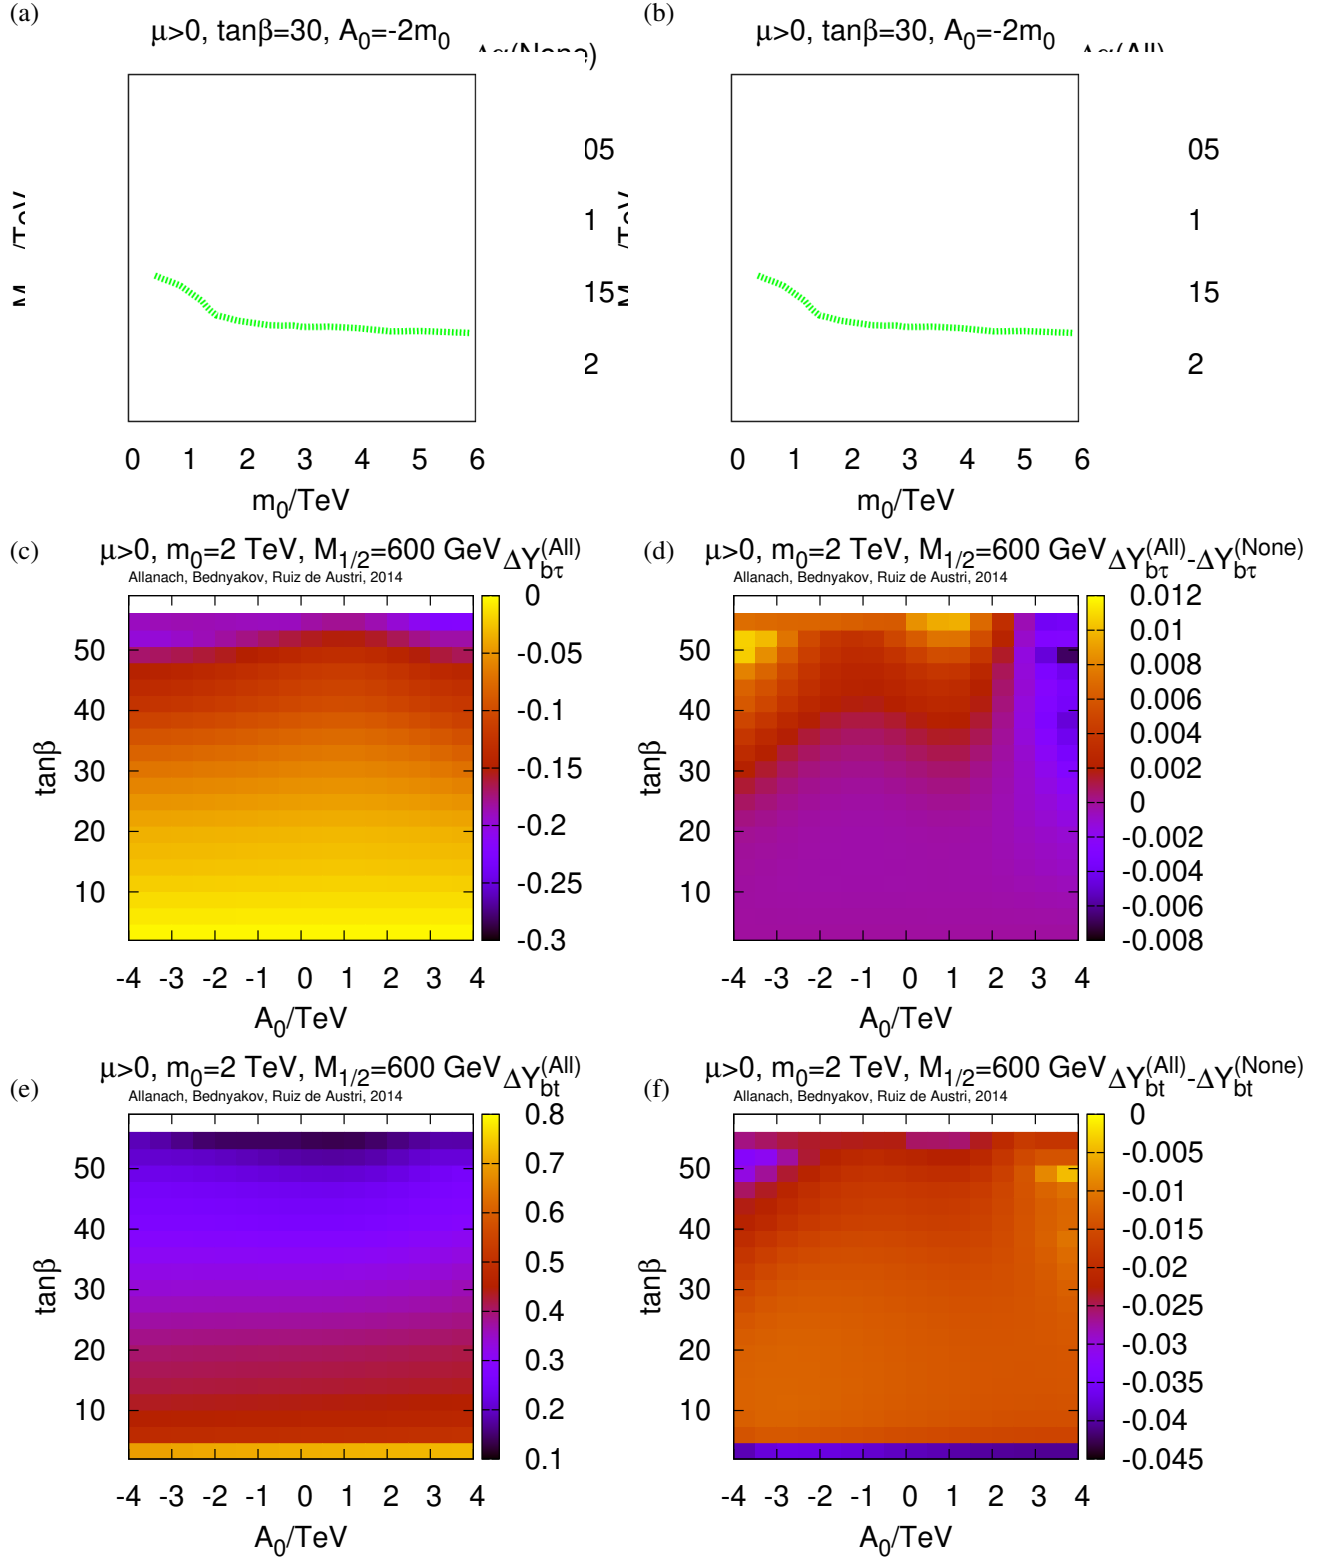 (a)
μ>0, tanβ=30, A0=-2m0
05
1
15
2
0 1 2 3 4 5 6
m0/TeV
(b)
μ>0, tanβ=30, A0=-2m0
05
1
15
2
0 1 2 3 4 5 6
m0/TeV
(c)
μ>0, m0=2 TeV, M1/2=600 GeV
ΔYbτ(All)
Allanach, Bednyakov, Ruiz de Austri, 2014
tanβ
50
40
30
20
10
0
-0.05
-0.1
-0.15
-0.2
-0.25
-0.3
-4 -3 -2 -1 0 1 2 3 4
A0/TeV
(d)
μ>0, m0=2 TeV, M1/2=600 GeV
ΔYbτ(All)-ΔYbτ(None)
Allanach, Bednyakov, Ruiz de Austri, 2014
tanβ
50
40
30
20
10
0.012
0.01
0.008
0.006
0.004
0.002
0
-0.002
-0.004
-0.006
-0.008
-4 -3 -2 -1 0 1 2 3 4
A0/TeV
(e)
μ>0, m0=2 TeV, M1/2=600 GeV
ΔYbt(All)
Allanach, Bednyakov, Ruiz de Austri, 2014
tanβ
50
40
30
20
10
0.8
0.7
0.6
0.5
0.4
0.3
0.2
0.1
-4 -3 -2 -1 0 1 2 3 4
A0/TeV
(f)
μ>0, m0=2 TeV, M1/2=600 GeV
ΔYbt(All)-ΔYbt(None)
Allanach, Bednyakov, Ruiz de Austri, 2014
tanβ
50
40
30
20
10
0
-0.005
-0.01
-0.015
-0.02
-0.025
-0.03
-0.035
-0.04
-0.045
-4 -3 -2 -1 0 1 2 3 4
A0/TeV